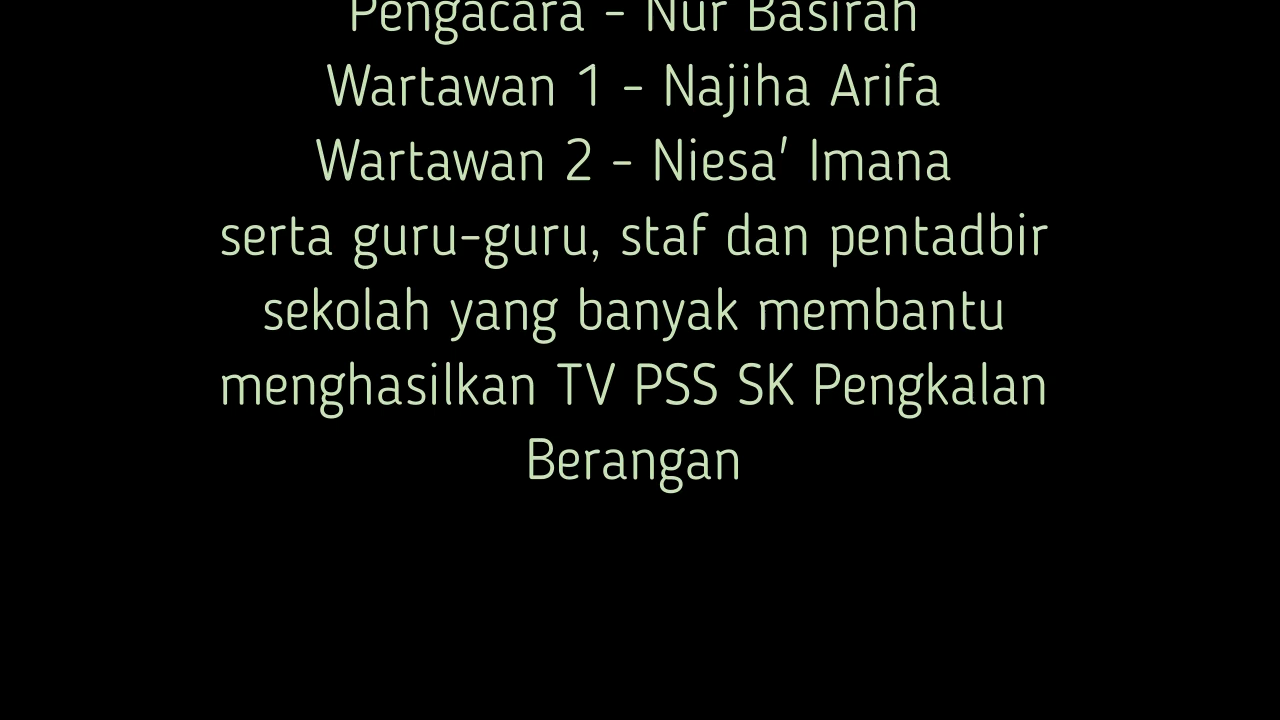 Pengacara - Nur Basirah
Wartawan 1 - Najiha Arifa
Wartawan 2 - Niesa' Imana
serta guru-guru, staf dan pentadbir
sekolah yang banyak membantu
menghasilkan TV PSS SK Pengkalan
Berangan